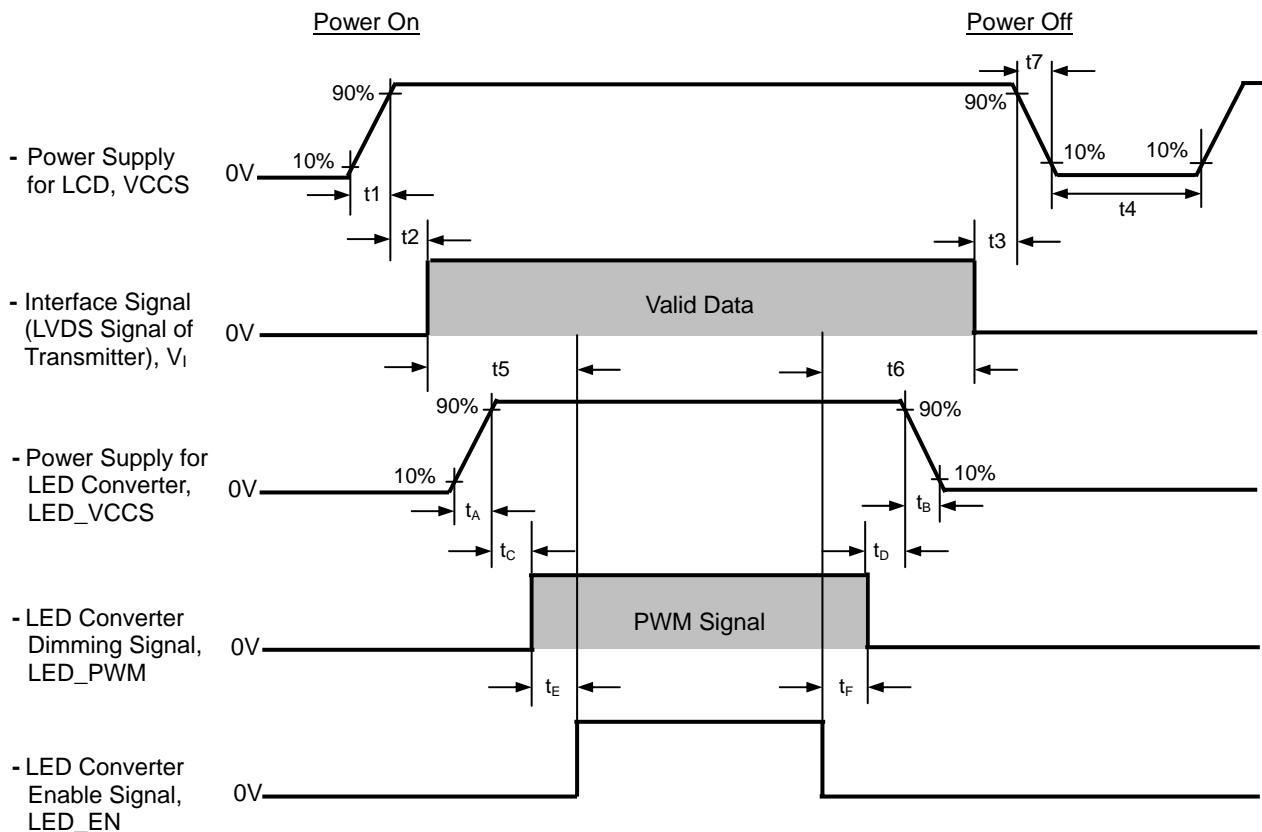 Power On
Power Off
t7
90%
90%
- Power Supply
for LCD, VCCS
0V
10%
10%
10%
t1
t4
t2
t3
- Interface Signal
(LVDS Signal of
Transmitter), VI
0V
Valid Data
t5
t6
90%
90%
- Power Supply for
LED Converter,
LED_VCCS
0V
10%
10%
tA
tB
tC
tD
- LED Converter
Dimming Signal,
LED_PWM
0V
PWM Signal
tE
tF
- LED Converter
Enable Signal,
LED_EN
0V